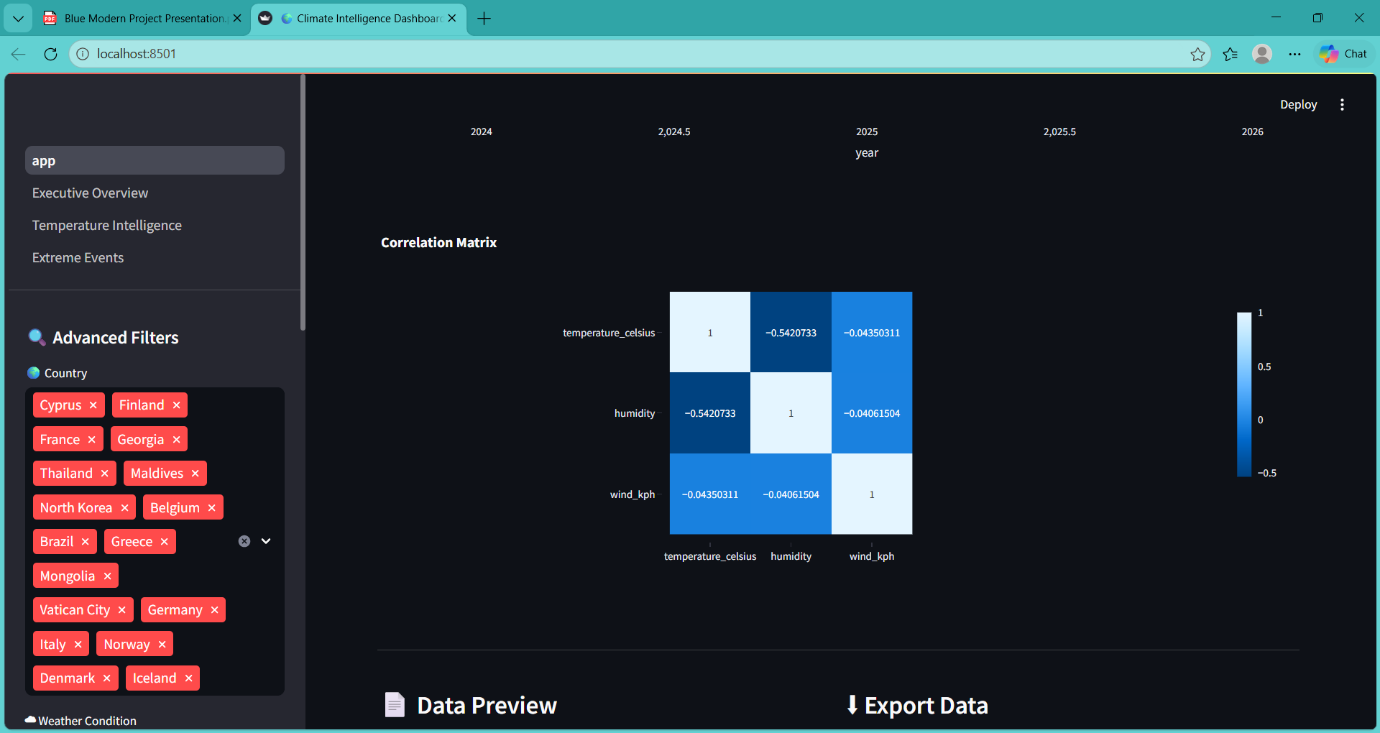 Blue Modern Project Presentation.
Climate Intelligence Dashboard
localhost:8501
Chat
Deploy
app
Executive Overview
Temperature Intelligence
Extreme Events
Advanced Filters
Country
Cyprus × Finland ×
France × Georgia ×
Thailand × Maldives ×
North Korea × Belgium ×
Brazil × Greece ×
Mongolia ×
Vatican City × Germany ×
Italy × Norway ×
Denmark × Iceland ×
Weather Condition
2024 2,024.5 2025 2,025.5 2026
year
Correlation Matrix
temperature_celsius 1 −0.5420733 −0.04350311
humidity −0.5420733 1 −0.04061504
wind_kph −0.04350311 −0.04061504 1
temperature_celsius humidity wind_kph
1
0.5
0
−0.5
Data Preview
Export Data